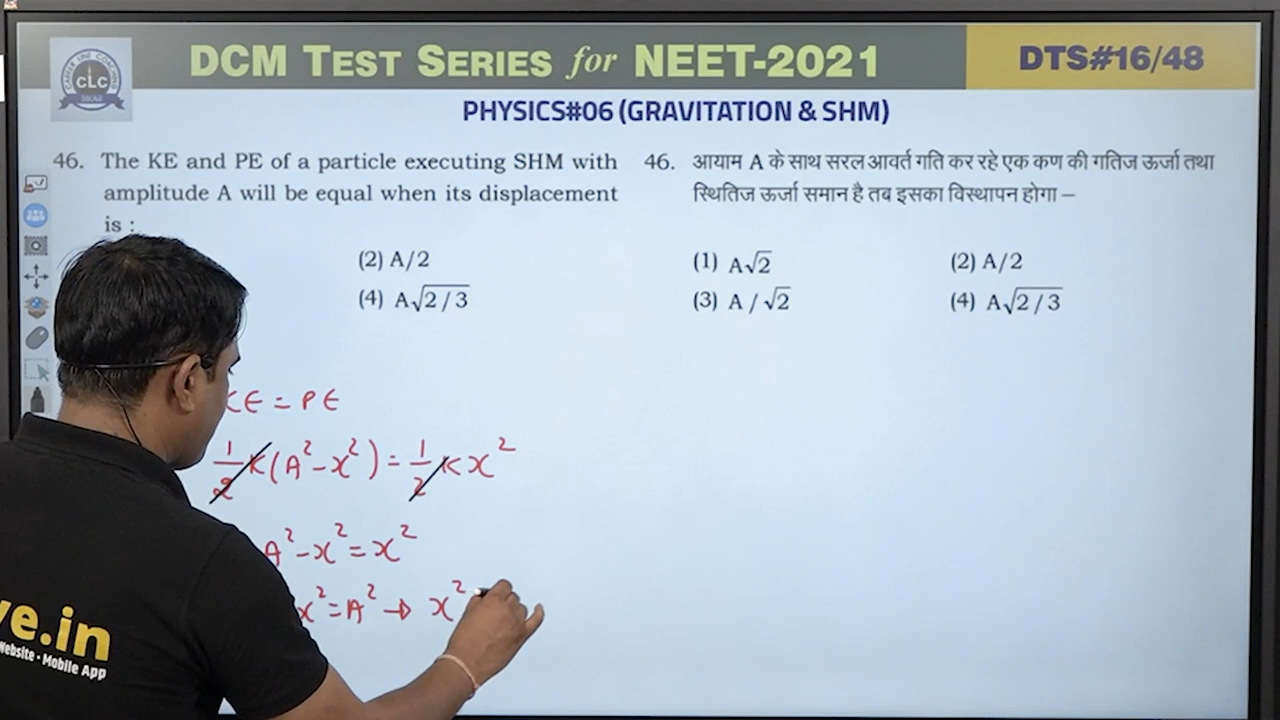 DCM TEST SERIES for NEET-2021
DTS#16/48
CLC
SIKAR
PHYSICS#06 (GRAVITATION & SHM)
46. The KE and PE of a particle executing SHM with
amplitude A will be equal when its displacement
is :
(2) A/2
(4) A√2/3
46. आयाम A के साथ सरल आवर्त गति कर रहे एक कण की गतिज ऊर्जा तथा
स्थितिज ऊर्जा समान है तब इसका विस्थापन होगा –
(1) A√2
(2) A/2
(3) A/√2
(4) A√2/3
KE = PE
1/2 K(A²-x²) = 1/2 K x²
A²-x² = x²
x² = A² → x²
ve.in
Website • Mobile App